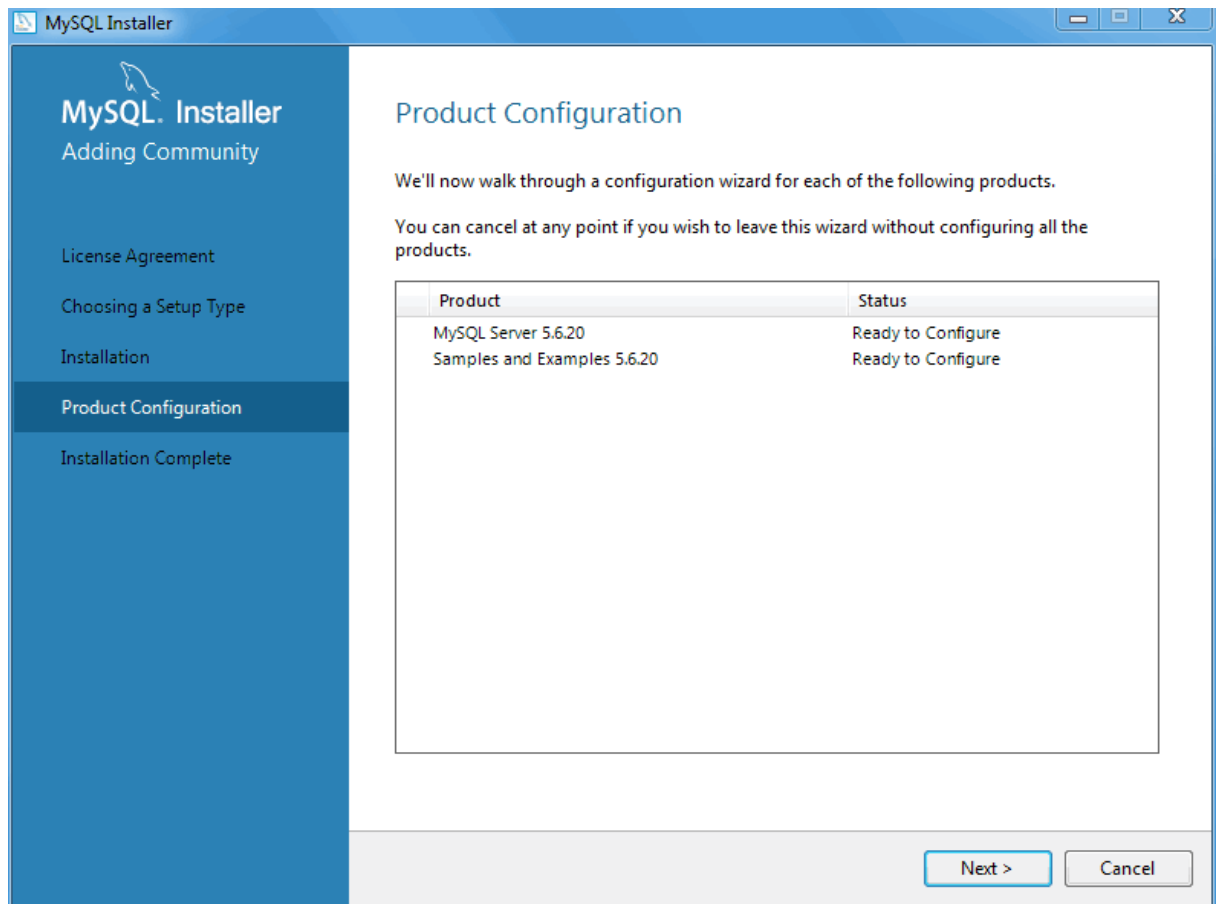 MySQL Installer
MySQL. Installer
Adding Community
License Agreement
Choosing a Setup Type
Installation
Product Configuration
Installation Complete
Product Configuration
We'll now walk through a configuration wizard for each of the following products.
You can cancel at any point if you wish to leave this wizard without configuring all the
products.
Product Status
MySQL Server 5.6.20 Ready to Configure
Samples and Examples 5.6.20 Ready to Configure
Next > Cancel